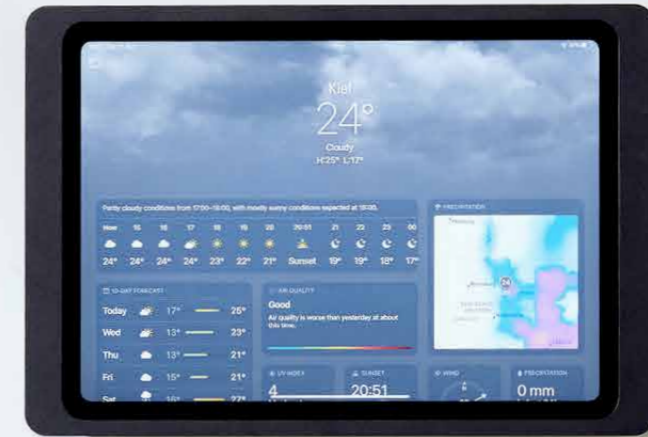 Kiel
24°
Cloudy
H:25° L:17°
Partly cloudy conditions from 17:00–18:00, with mostly sunny conditions expected at 18:00.
Now 15 16 17 18 19 20 20:51 21 22 23 00
24° 24° 24° 24° 23° 22° 21° Sunset 19° 19° 18° 17°
PRECIPITATION
24
10-DAY FORECAST
Today 17° 25°
Wed 13° 23°
Thu 13° 21°
Fri 15° 21°
Sat 16° 22°
AIR QUALITY
Good
Air quality is worse than yesterday at about
this time.
UV INDEX
4
SUNSET
20:51
WIND
PRECIPITATION
0 mm